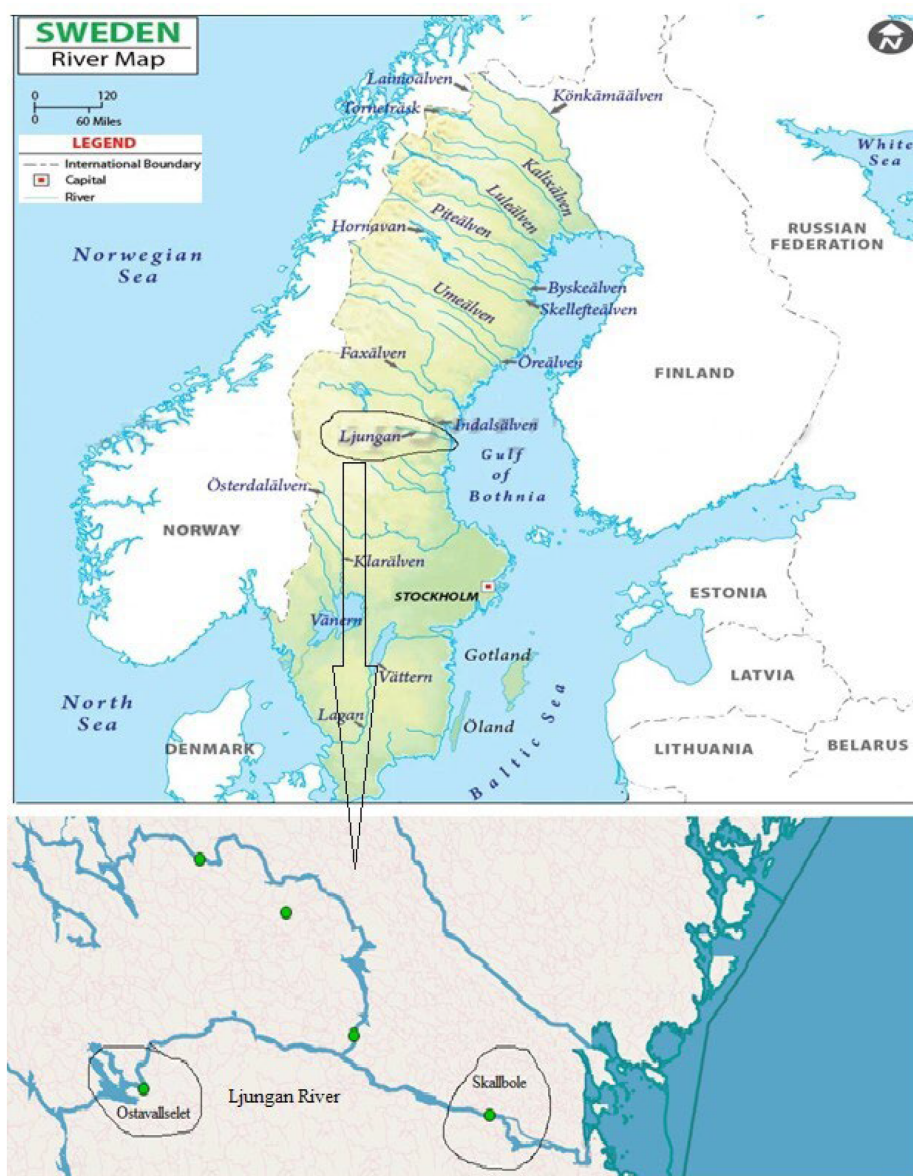 SWEDEN
River Map
N
0 120
0 60 Miles
LEGEND
International Boundary
Capital
River
Lainioälven
Torneträsk
Könkämäälven
Kalixälven
Luleälven
Piteälven
Hornavan
Byskeälven
Skellefteälven
Umeälven
Öreälven
Faxälven
Indalsälven
Ljungan
Österdalälven
Klarälven
STOCKHOLM
Vänern
Vättern
Lagan
Gotland
Öland
Norwegian
Sea
White
Sea
RUSSIAN
FEDERATION
FINLAND
Gulf
of
Bothnia
NORWAY
ESTONIA
LATVIA
LITHUANIA
BELARUS
North
Sea
DENMARK
Baltic Sea
Skallbole
Ostavallselet
Ljungan River